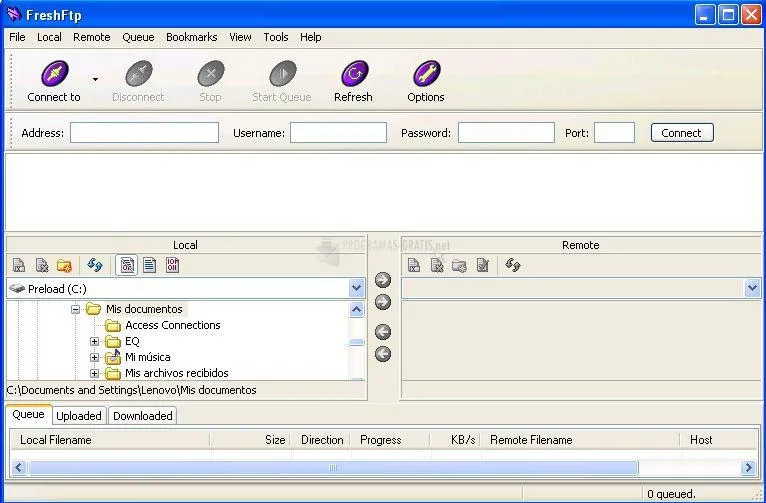 FreshFtp
File Local Remote Queue Bookmarks View Tools Help
Connect to Disconnect Stop Start Queue Refresh Options
Address: Username: Password: Port: Connect
PROGRAMAS-GRATIS.net
Local Remote
Preload (C:)
Mis documentos
Access Connections
EQ
Mi música
Mis archivos recibidos
C:\Documents and Settings\Lenovo\Mis documentos
Queue Uploaded Downloaded
Local Filename Size Direction Progress KB/s Remote Filename Host
0 queued.